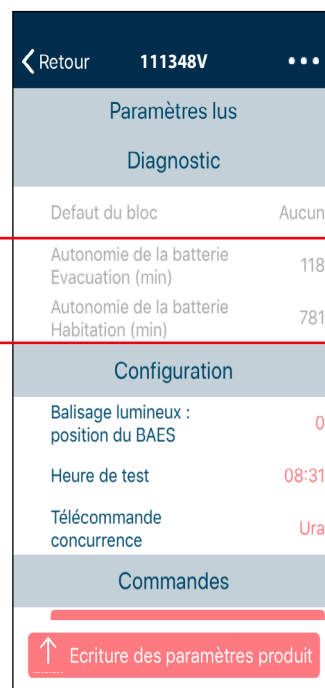 Retour 111348V
Paramètres lus
Diagnostic
Defaut du bloc Aucun
Autonomie de la batterie
Evacuation (min) 118
Autonomie de la batterie
Habitation (min) 781
Configuration
Balisage lumineux :
position du BAES 0
Heure de test 08:31
Télécommande
concurrence Ura
Commandes
Ecriture des paramètres produit